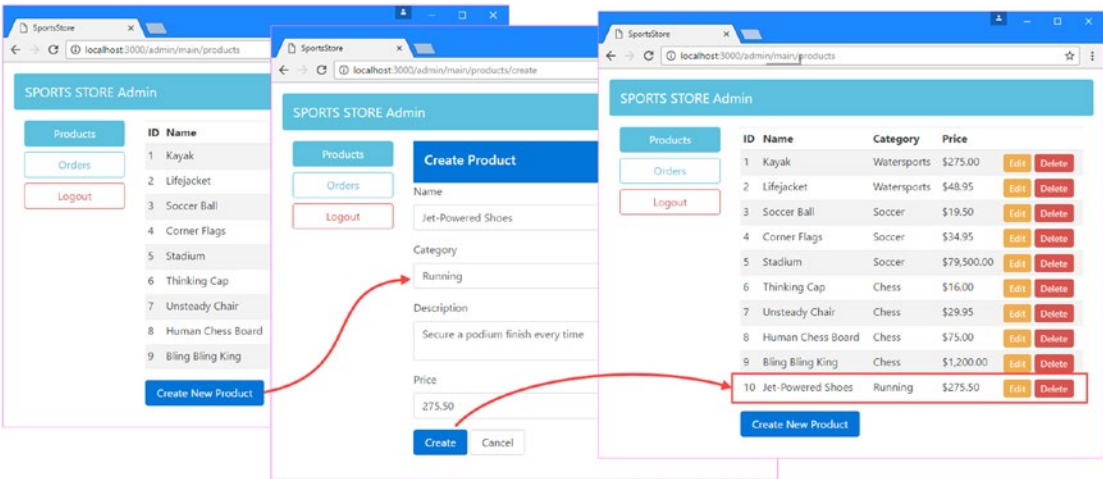 SportsStore
localhost:3000/admin/main/products
SPORTS STORE Admin
Products
Orders
Logout
ID Name
1 Kayak
2 Lifejacket
3 Soccer Ball
4 Corner Flags
5 Stadium
6 Thinking Cap
7 Unsteady Chair
8 Human Chess Board
9 Bling Bling King
Create New Product
SportsStore
localhost:3000/admin/main/products/create
SPORTS STORE Admin
Products
Orders
Logout
Create Product
Name
Jet-Powered Shoes
Category
Running
Description
Secure a podium finish every time
Price
275.50
Create Cancel
SportsStore
localhost:3000/admin/main/products
SPORTS STORE Admin
Products
Orders
Logout
ID Name Category Price
1 Kayak Watersports $275.00 Edit Delete
2 Lifejacket Watersports $48.95 Edit Delete
3 Soccer Ball Soccer $19.50 Edit Delete
4 Corner Flags Soccer $34.95 Edit Delete
5 Stadium Soccer $79,500.00 Edit Delete
6 Thinking Cap Chess $16.00 Edit Delete
7 Unsteady Chair Chess $29.95 Edit Delete
8 Human Chess Board Chess $75.00 Edit Delete
9 Bling Bling King Chess $1,200.00 Edit Delete
10 Jet-Powered Shoes Running $275.50 Edit Delete
Create New Product